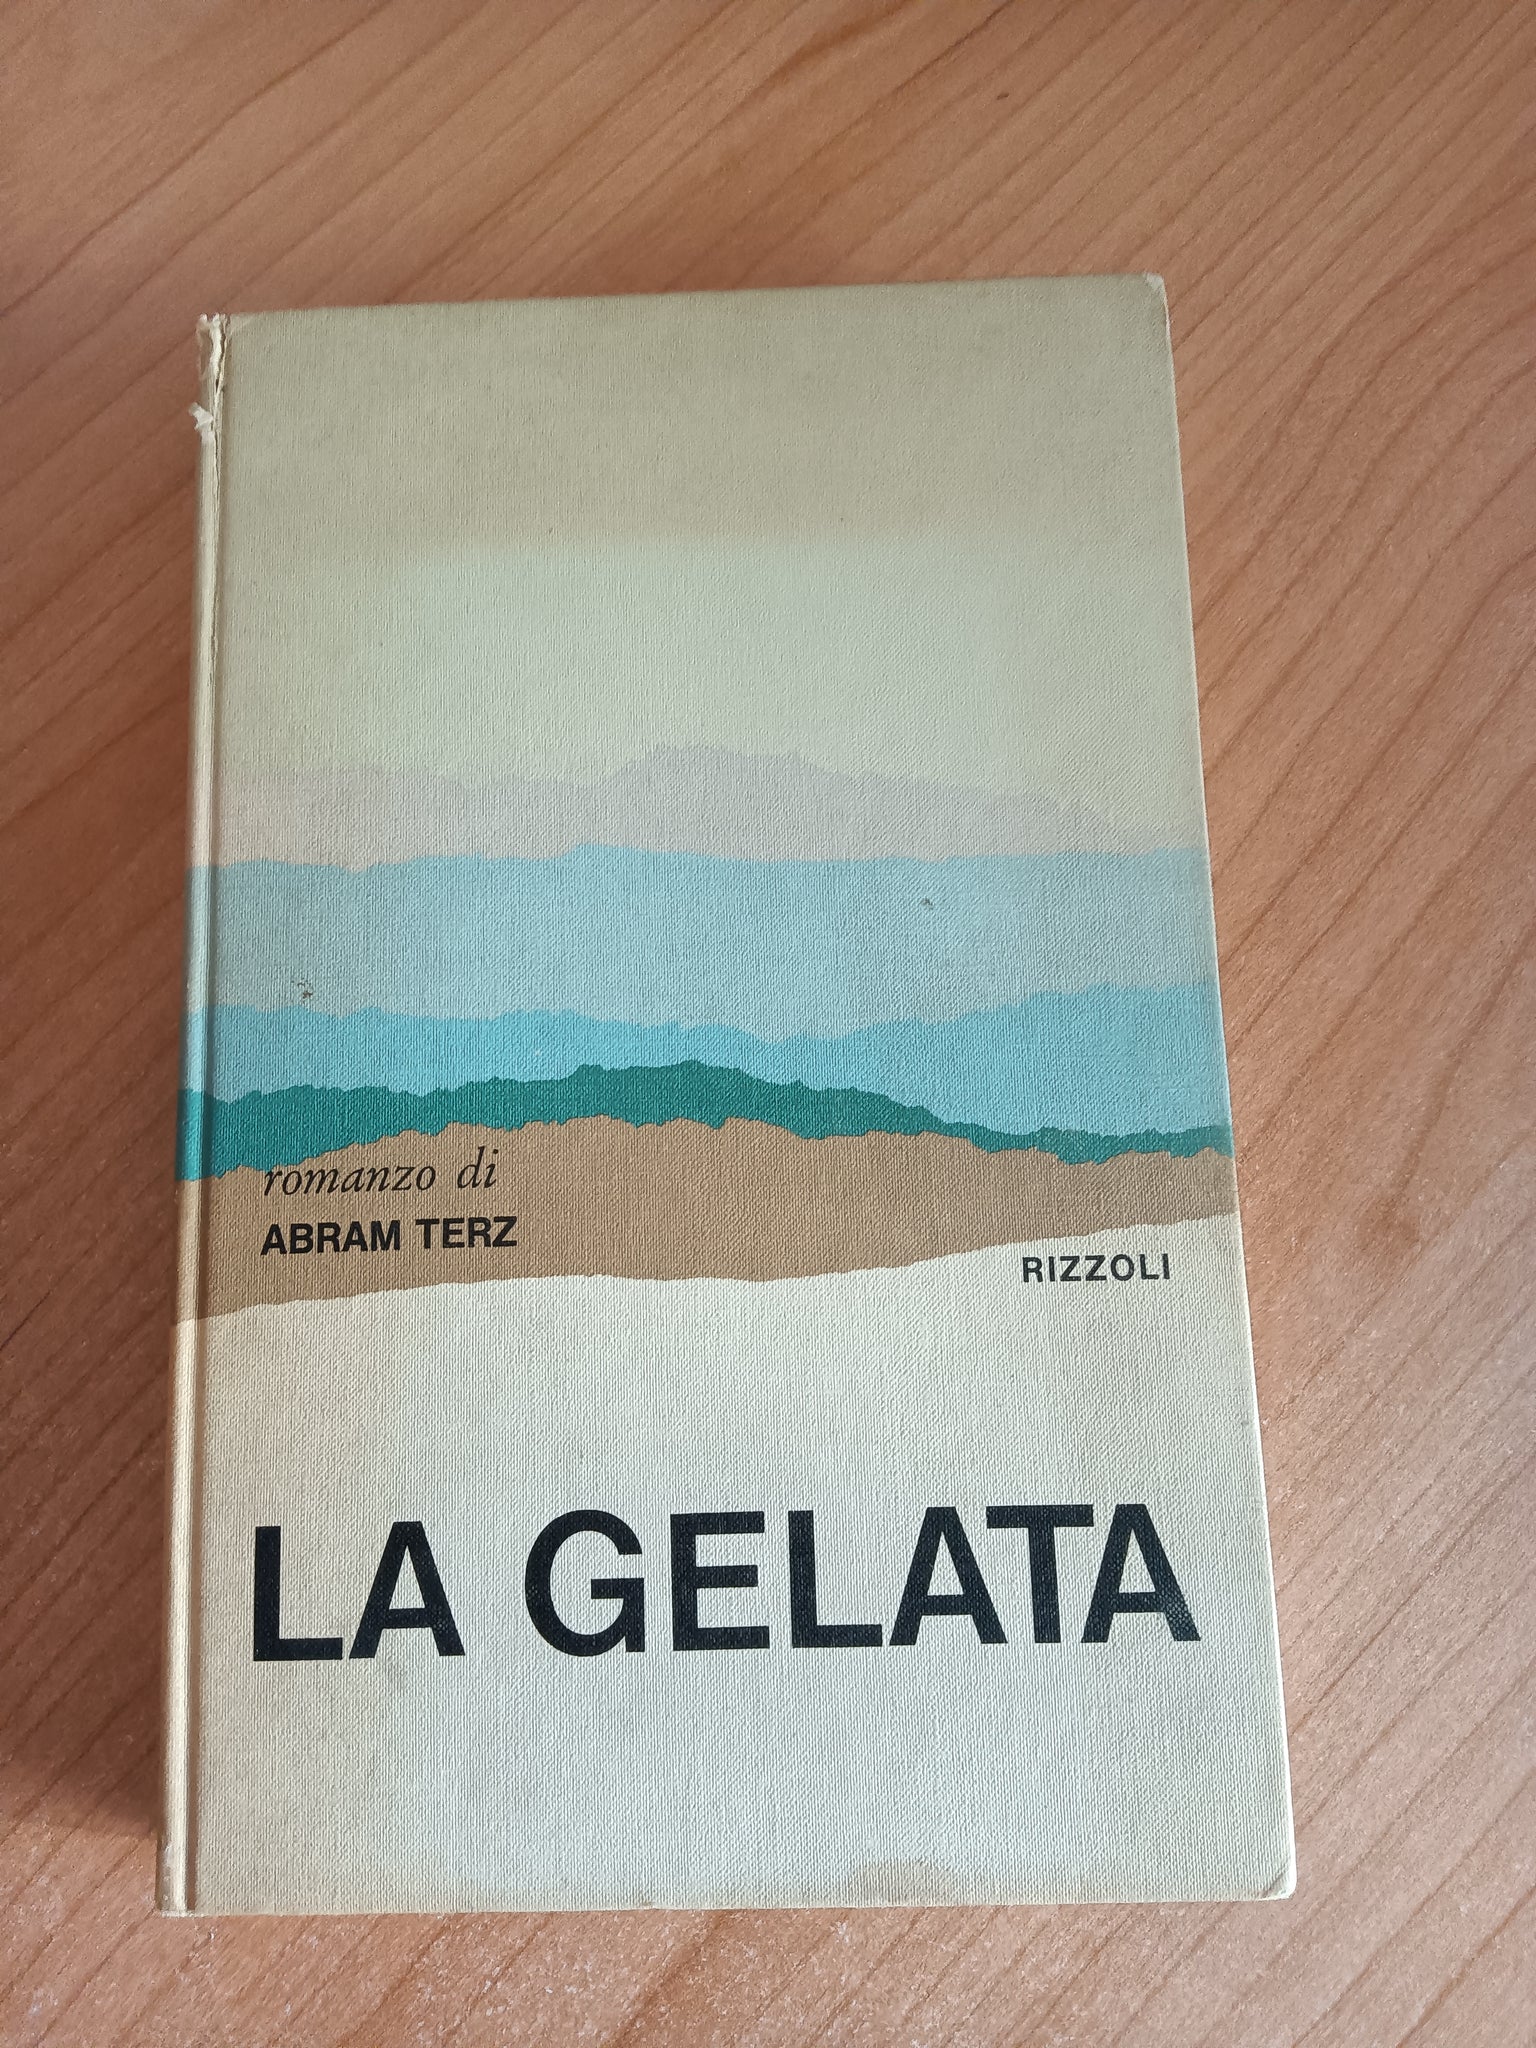 romanzo di
ABRAM TERZ
RIZZOLI
LA GELATA